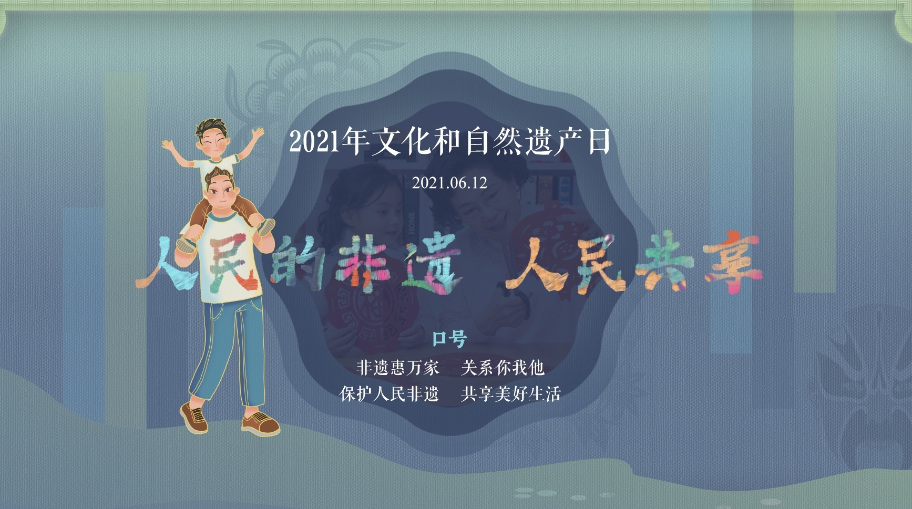 2021年文化和自然遗产日
2021.06.12
人民的非遗 人民共享
口号
非遗惠万家 关系你我他
保护人民非遗 共享美好生活